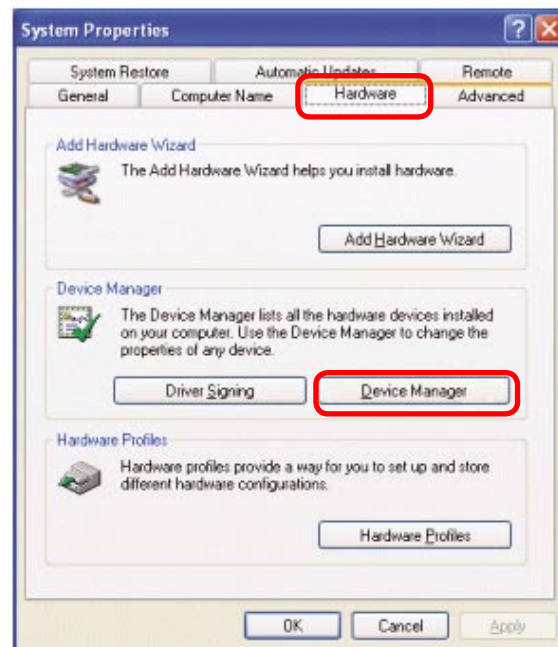 System Properties
System Restore Automatic Updates Remote
General Computer Name Hardware Advanced
Add Hardware Wizard
The Add Hardware Wizard helps you install hardware.
Add Hardware Wizard
Device Manager
The Device Manager lists all the hardware devices installed
on your computer. Use the Device Manager to change the
properties of any device.
Driver Signing Device Manager
Hardware Profiles
Hardware profiles provide a way for you to set up and store
different hardware configurations.
Hardware Profiles
OK Cancel Apply